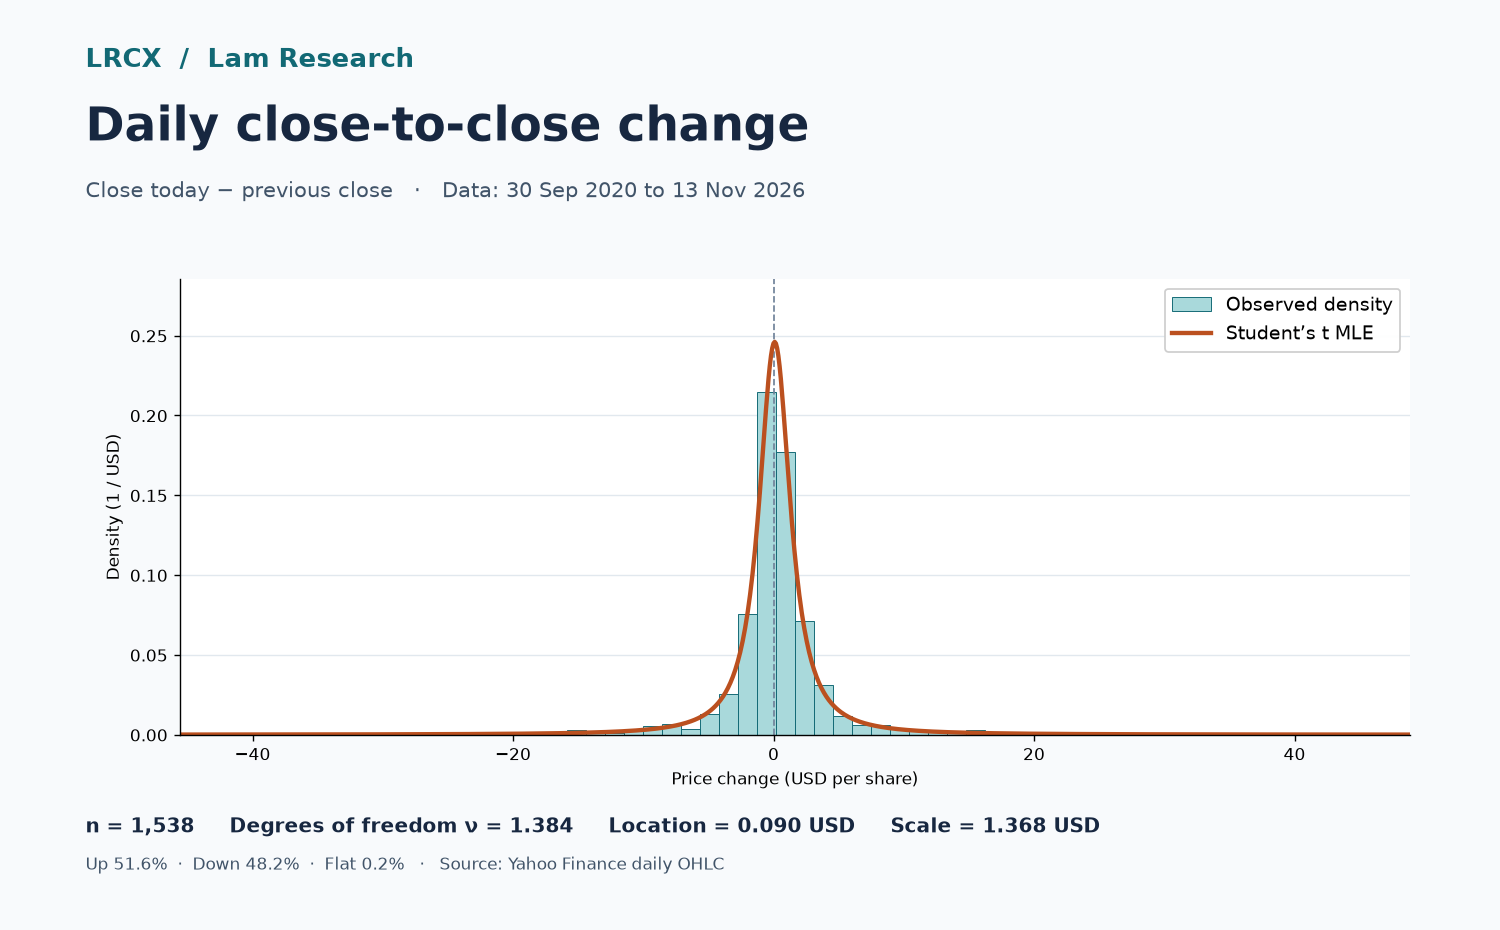 LRCX / Lam Research
Daily close-to-close change
Close today − previous close · Data: 30 Sep 2020 to 13 Nov 2026
Observed density
Student’s t MLE
0.25
0.20
0.15
0.10
0.05
0.00
Density (1 / USD)
−40 −20 0 20 40
Price change (USD per share)
n = 1,538 Degrees of freedom ν = 1.384 Location = 0.090 USD Scale = 1.368 USD
Up 51.6% · Down 48.2% · Flat 0.2% · Source: Yahoo Finance daily OHLC